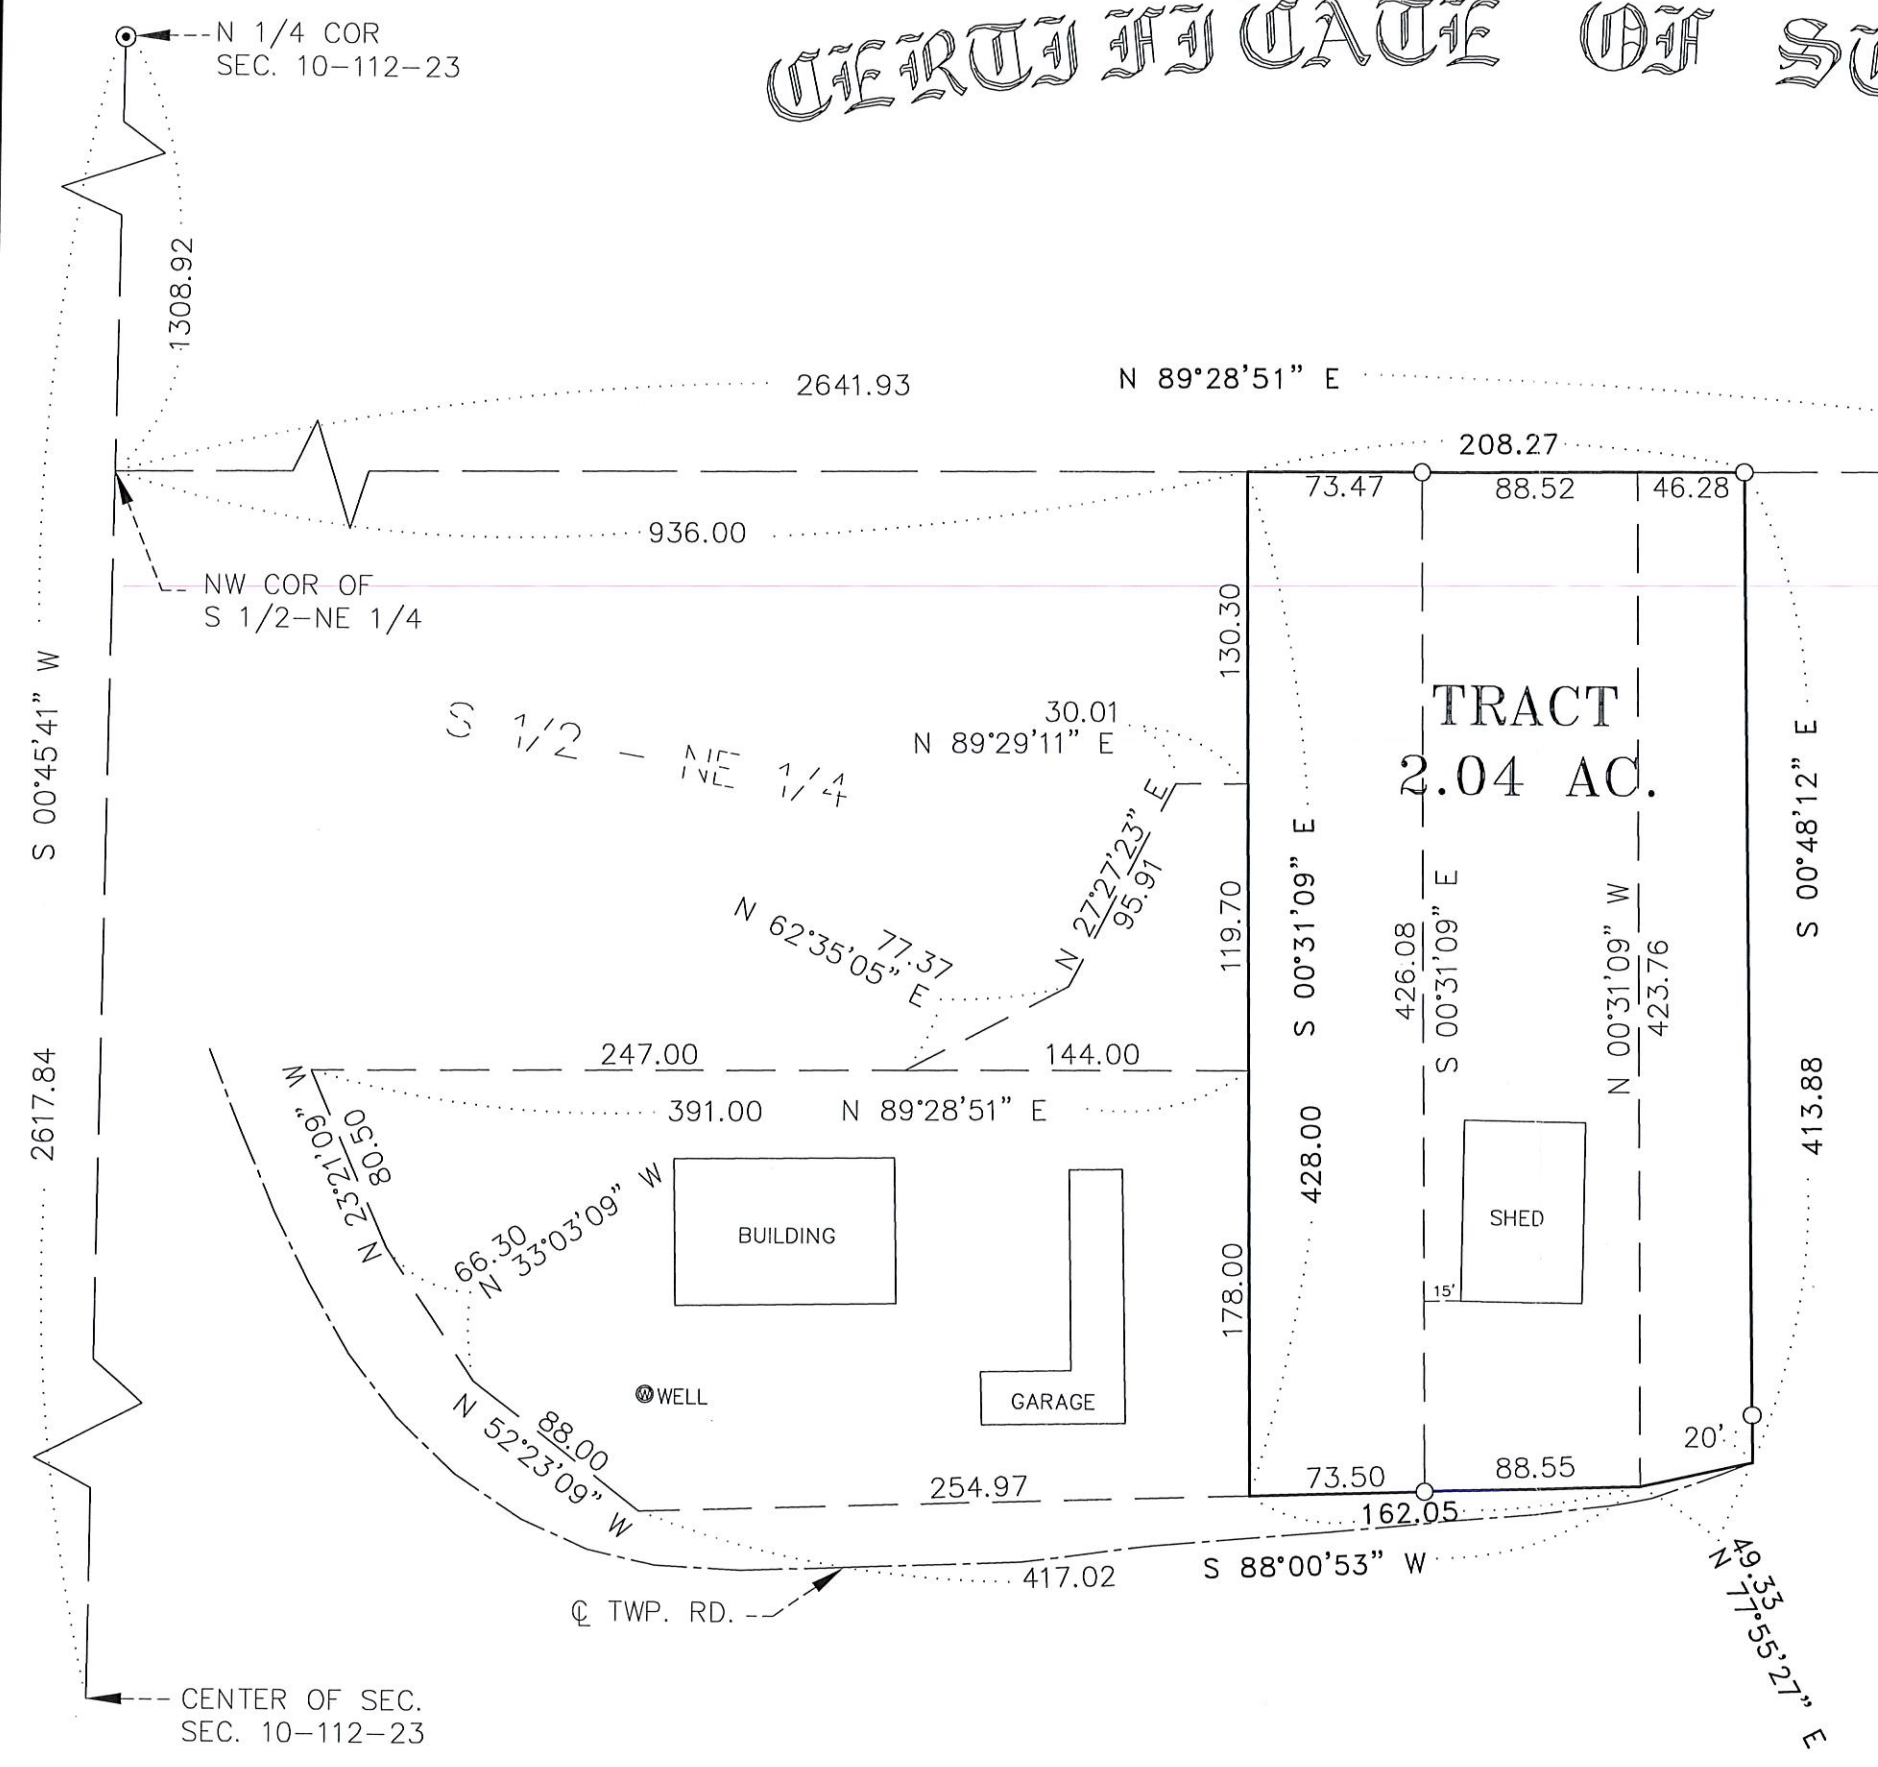 CERTIFICATE OF SU
N 1/4 COR
SEC. 10-112-23
1308.92
2641.93
N 89°28'51" E
208.27
73.47
88.52
46.28
936.00
NW COR OF
S 1/2-NE 1/4
S 00°45'41" W
2617.84
S 1/2 - NE 1/4
130.30
30.01
N 89°29'11" E
N 27°27'23" E
95.91
77.37
N 62°35'05" E
119.70
TRACT
2.04 AC.
S 00°31'09" E
428.00
426.08
S 00°31'09" E
N 00°31'09" W
423.76
S 00°48'12" E
413.88
247.00
144.00
391.00
N 89°28'51" E
N 23°21'09" W
80.50
66.30
N 33°03'09" W
BUILDING
SHED
15'
178.00
W WELL
GARAGE
88.00
N 52°23'09" W
254.97
73.50
88.55
20'
162.05
S 88°00'53" W
417.02
49.33
N 77°55'27" E
℄ TWP. RD.
CENTER OF SEC.
SEC. 10-112-23